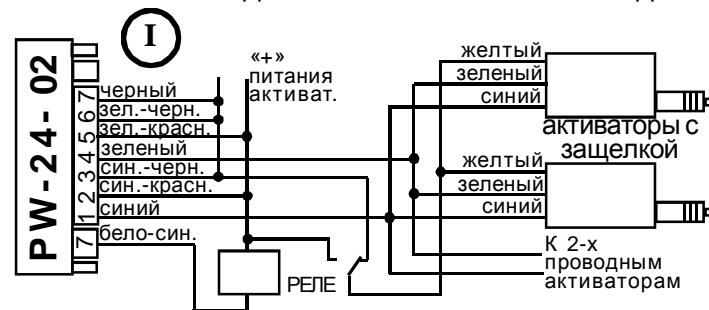 I
PW-24-02
«+»
питания
активат.
7 черный
6 зел.-черн.
5 зел.-красн.
4 зеленый
3 син.-черн.
2 син.-красн.
1 синий
7 бело-син.
РЕЛЕ
желтый
зеленый
синий
активаторы с
защелкой
желтый
зеленый
синий
К 2-х
проводным
активаторам